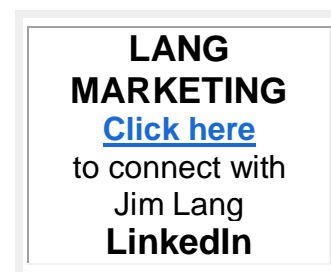 LANG
MARKETING
Click here
to connect with
Jim Lang
LinkedIn